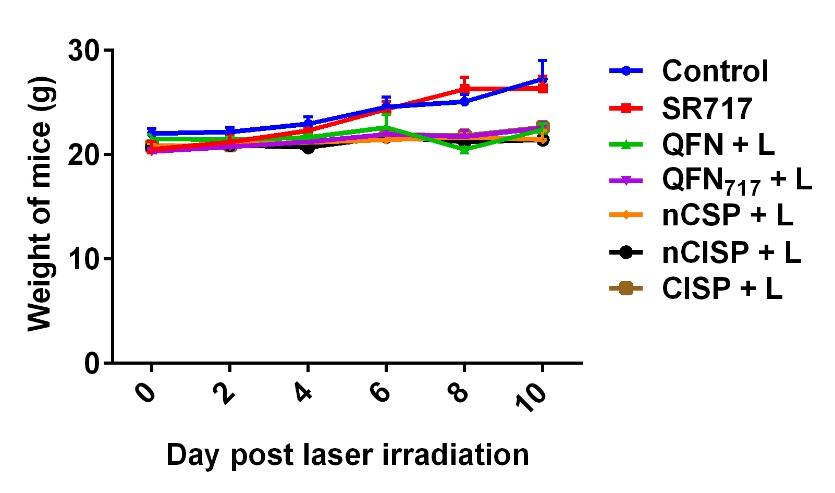 30
20
10
0
Weight of mice (g)
0 2 4 6 8 10
Day post laser irradiation
Control
SR717
QFN + L
QFN₇₁₇ + L
nCSP + L
nCISP + L
CISP + L